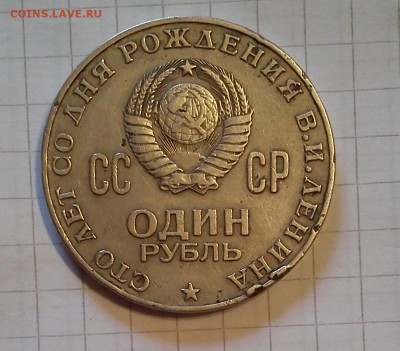 COINS.LAVE.RU
СТО ЛЕТ СО ДНЯ РОЖДЕНИЯ В.И.ЛЕНИНА
СС СР
ОДИН
РУБЛЬ